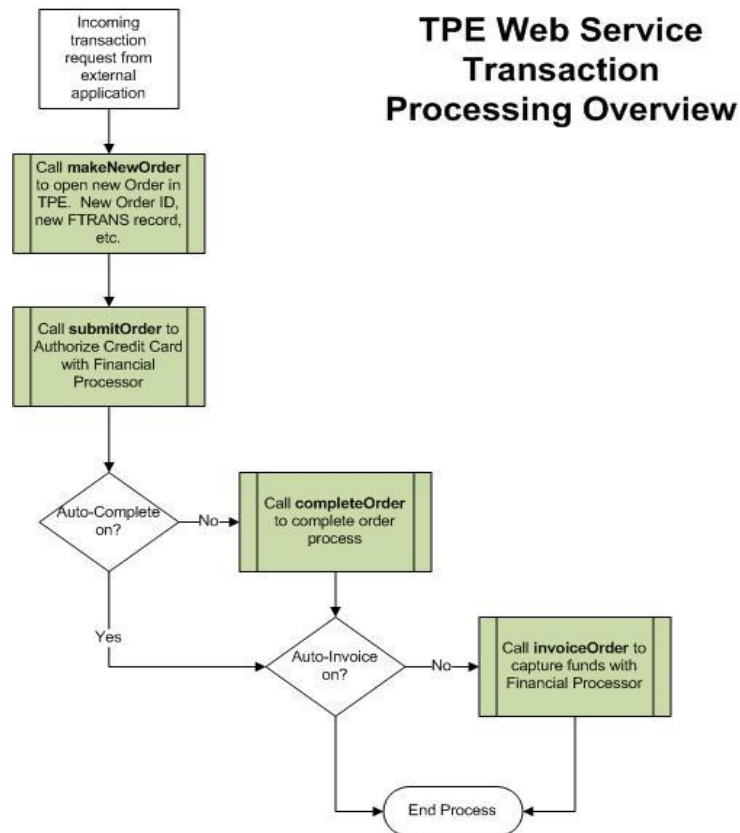 TPE Web Service
Transaction
Processing Overview
Incoming
transaction
request from
external
application
Call makeNewOrder
to open new Order in
TPE. New Order ID,
new FTRANS record,
etc.
Call submitOrder to
Authorize Credit Card
with Financial
Processor
Auto-Complete
on?
No
Call completeOrder
to complete order
process
Yes
Auto-Invoice
on?
No
Call invoiceOrder to
capture funds with
Financial Processor
End Process